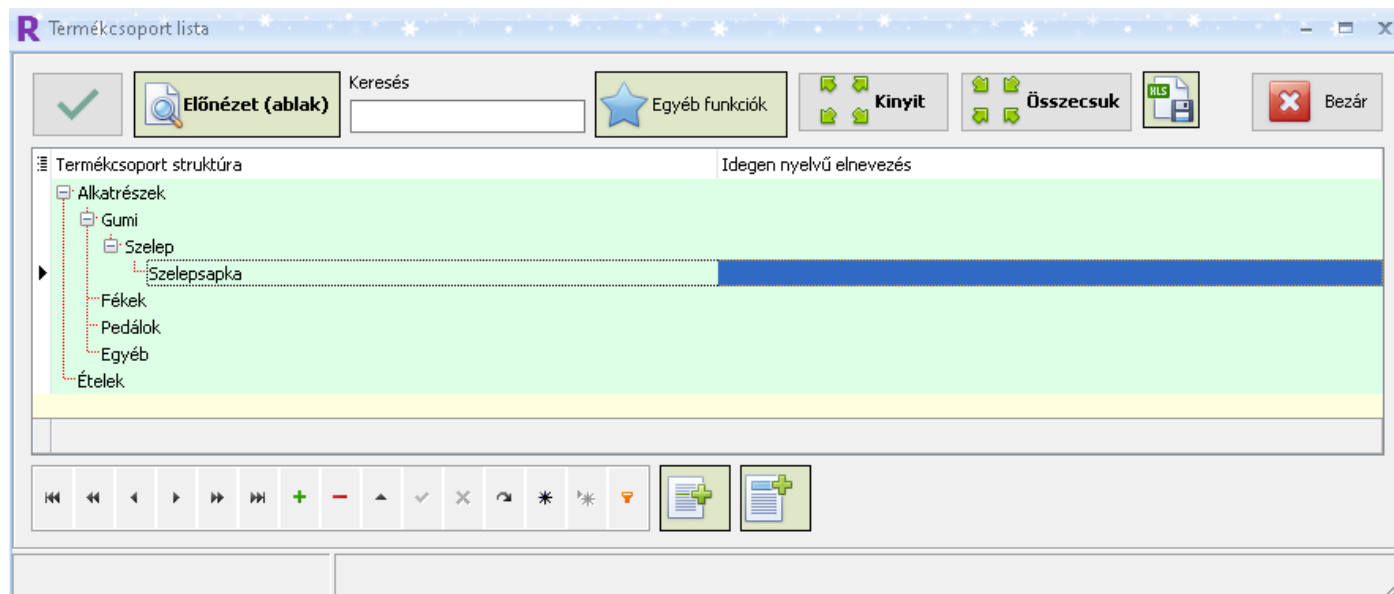 R Termékcsoport lista
Előnézet (ablak)
Keresés
Egyéb funkciók
Kinyit
Összecsuk
XLS
Bezár
Termékcsoport struktúra
Idegen nyelvű elnevezés
Alkatrészek
Gumi
Szelep
Szelepsapka
Fékek
Pedálok
Egyéb
Ételek